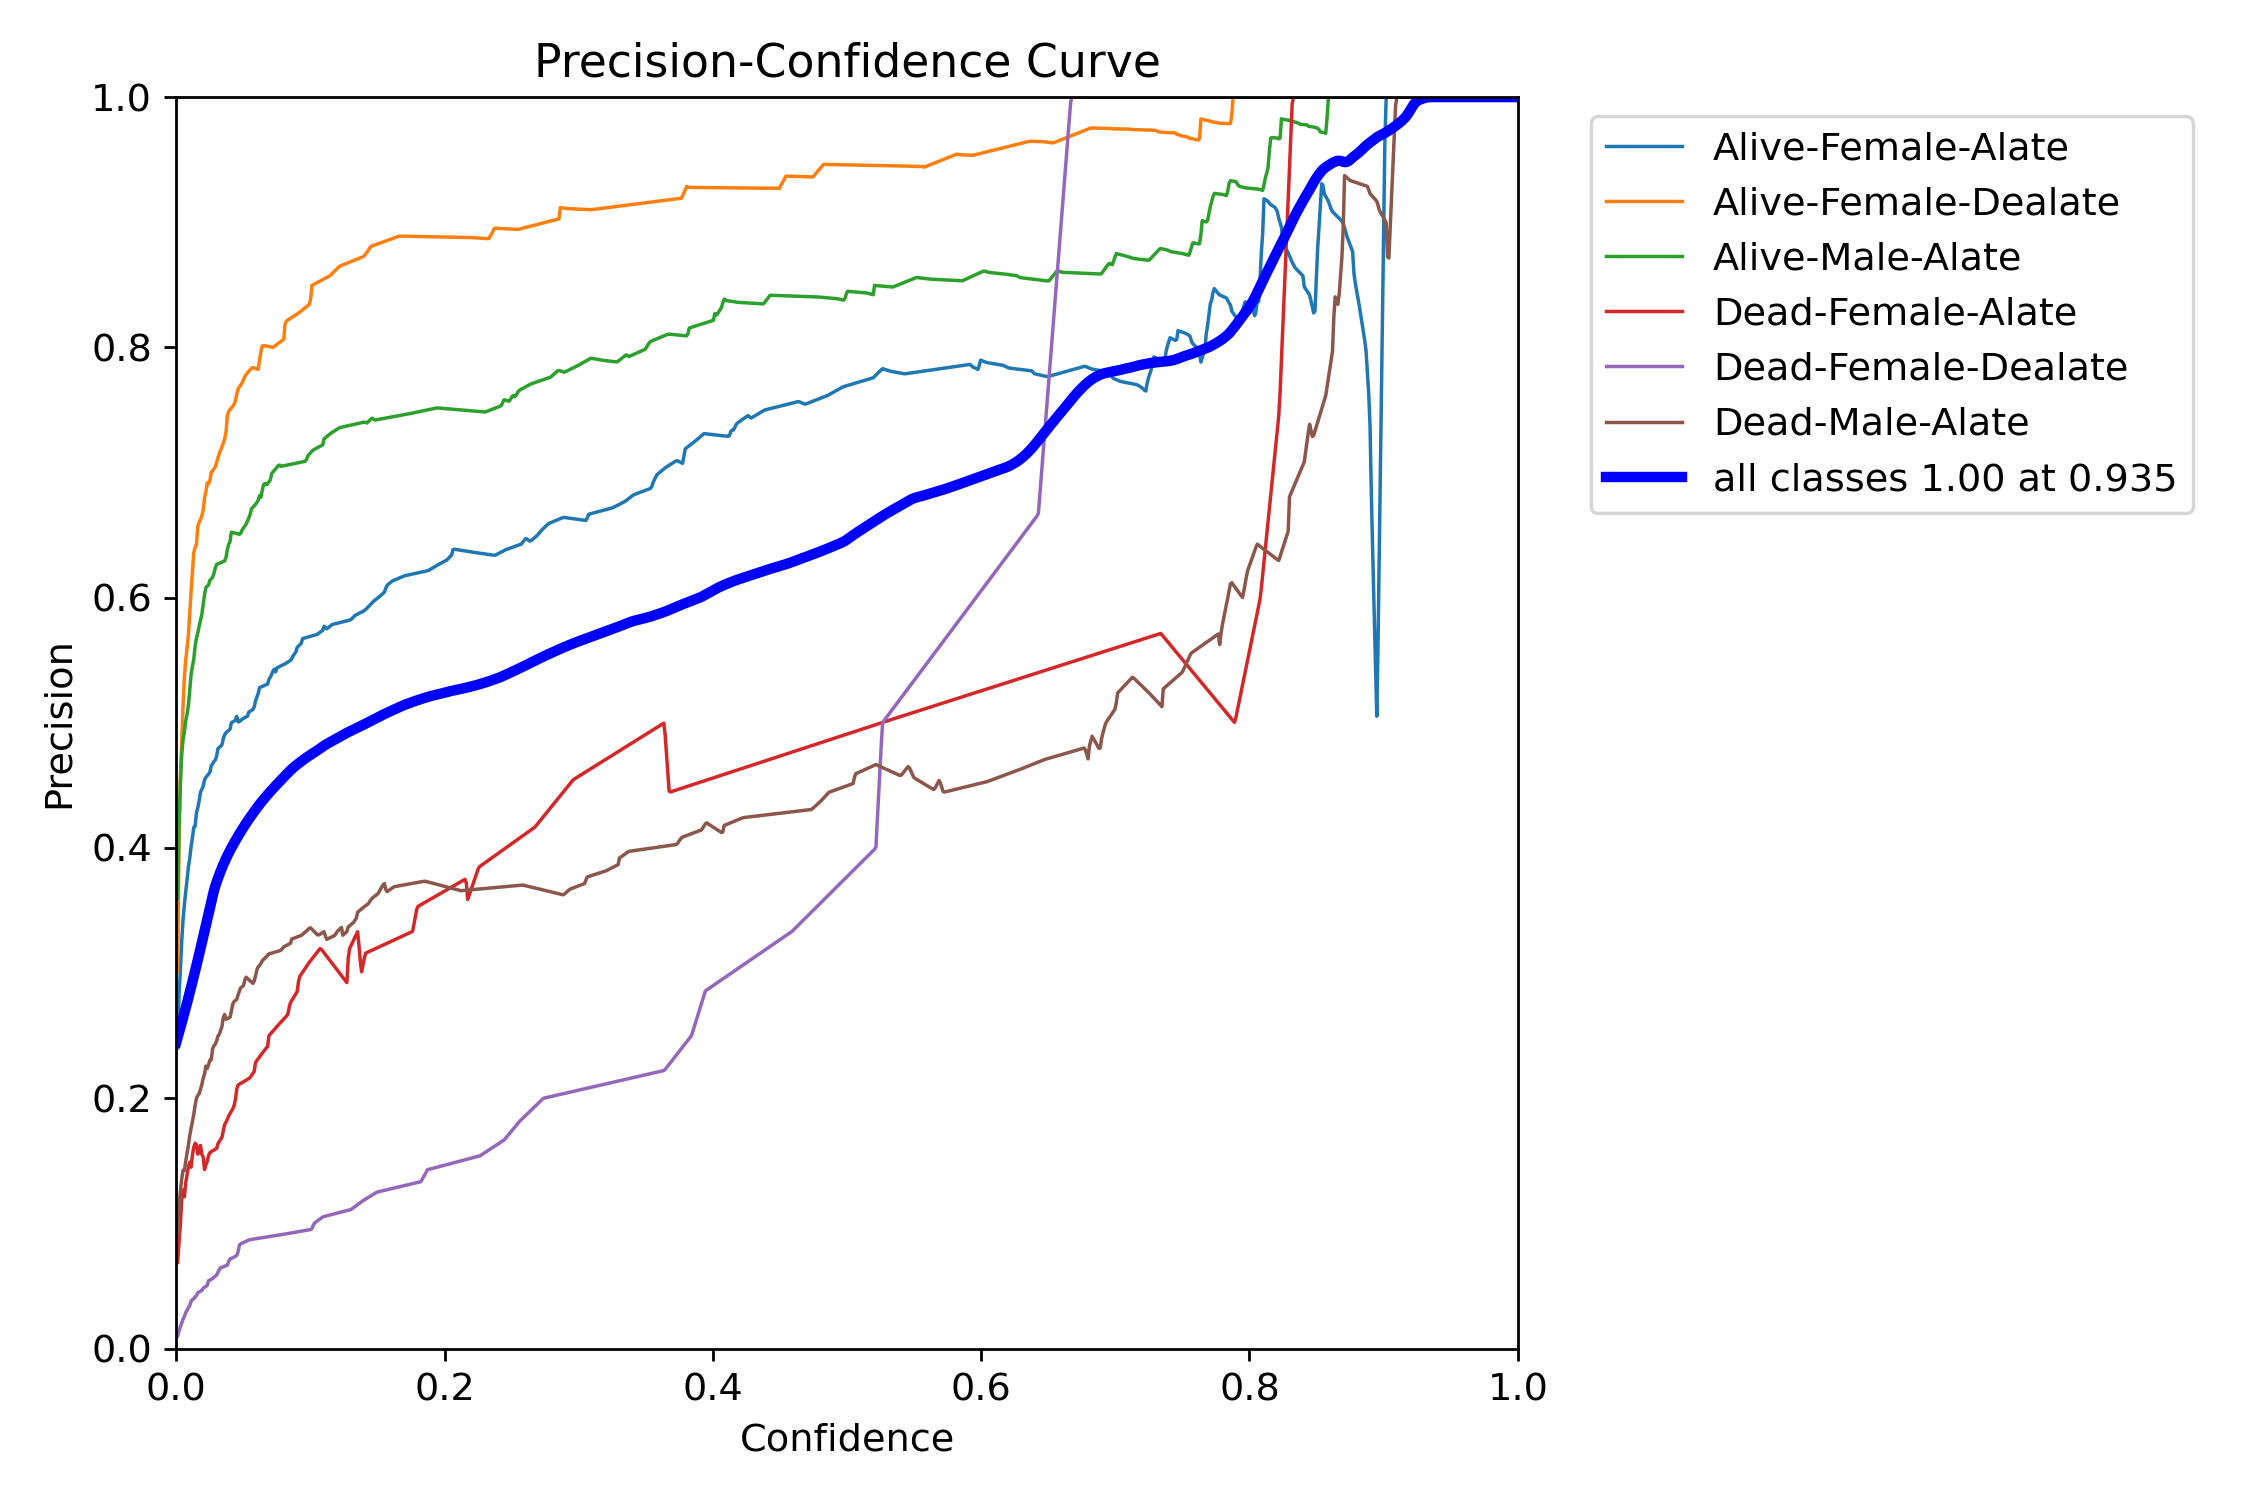 Precision-Confidence Curve
1.0
0.8
0.6
0.4
0.2
0.0
Precision
0.0 0.2 0.4 0.6 0.8 1.0
Confidence
Alive-Female-Alate
Alive-Female-Dealate
Alive-Male-Alate
Dead-Female-Alate
Dead-Female-Dealate
Dead-Male-Alate
all classes 1.00 at 0.935